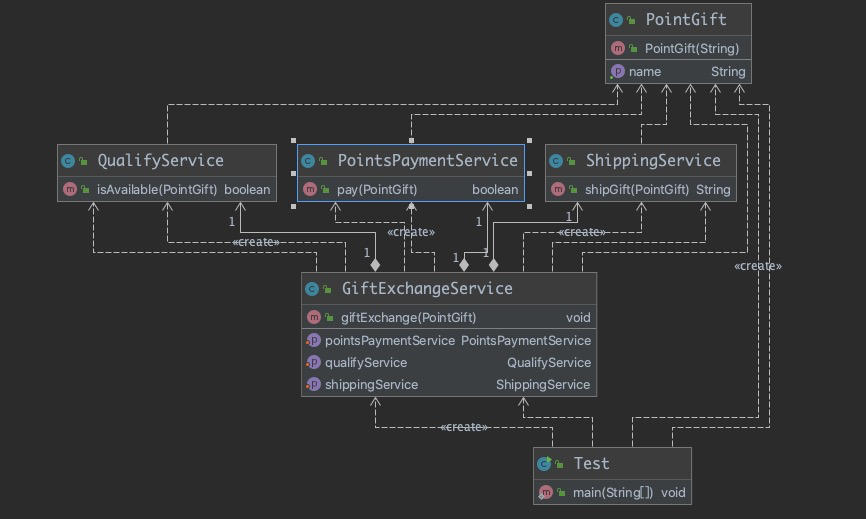 PointGift
PointGift(String)
name String
QualifyService
isAvailable(PointGift) boolean
PointsPaymentService
pay(PointGift) boolean
ShippingService
shipGift(PointGift) String
1
1
1
«create»
«create»
«create»
1
1
1
«create»
GiftExchangeService
giftExchange(PointGift) void
pointsPaymentService PointsPaymentService
qualifyService QualifyService
shippingService ShippingService
«create»
Test
main(String[]) void